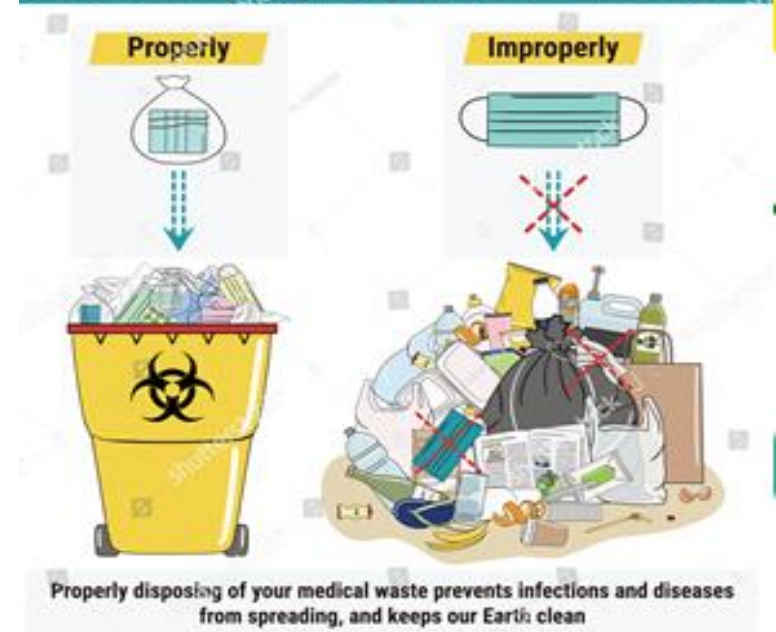 Properly
Improperly
shutterstock
Properly disposing of your medical waste prevents infections and diseases
from spreading, and keeps our Earth clean